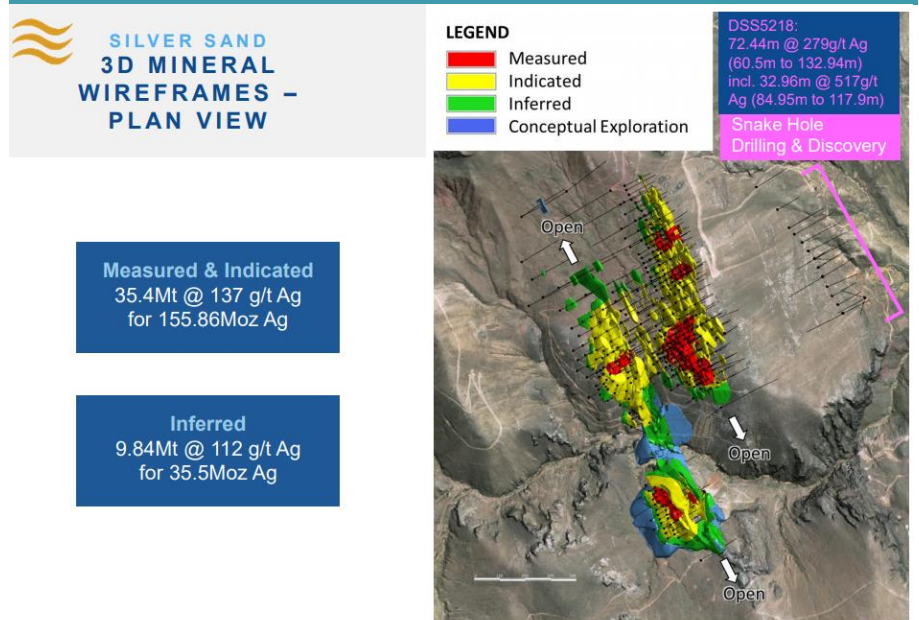 SILVER SAND
3D MINERAL
WIREFRAMES –
PLAN VIEW
Measured & Indicated
35.4Mt @ 137 g/t Ag
for 155.86Moz Ag
Inferred
9.84Mt @ 112 g/t Ag
for 35.5Moz Ag
LEGEND
Measured
Indicated
Inferred
Conceptual Exploration
DSS5218:
72.44m @ 279g/t Ag
(60.5m to 132.94m)
incl. 32.96m @ 517g/t
Ag (84.95m to 117.9m)
Snake Hole
Drilling & Discovery
Open
Open
Open